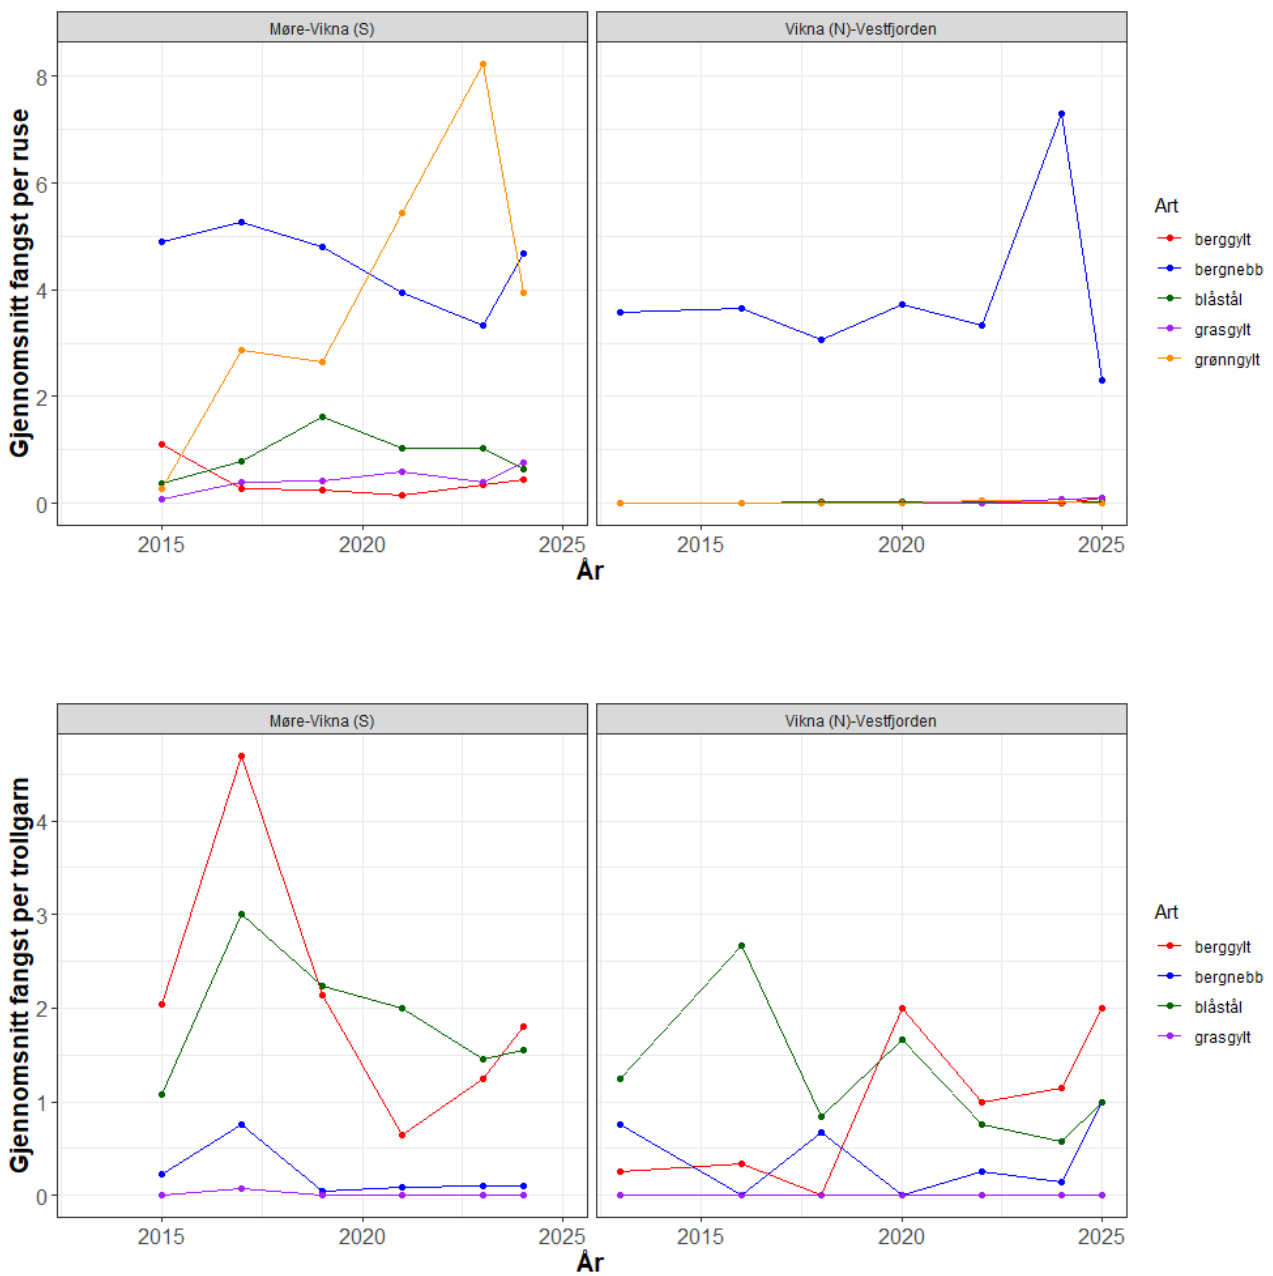 Møre-Vikna (S)
Vikna (N)-Vestfjorden
Gjennomsnitt fangst per ruse
8
6
4
2
0
2015
2020
2025
2015
2020
2025
År
Art
berggylt
bergnebb
blåstål
grasgylt
grønngylt
Møre-Vikna (S)
Vikna (N)-Vestfjorden
Gjennomsnitt fangst per trollgarn
4
3
2
1
0
2015
2020
2025
2015
2020
2025
År
Art
berggylt
bergnebb
blåstål
grasgylt